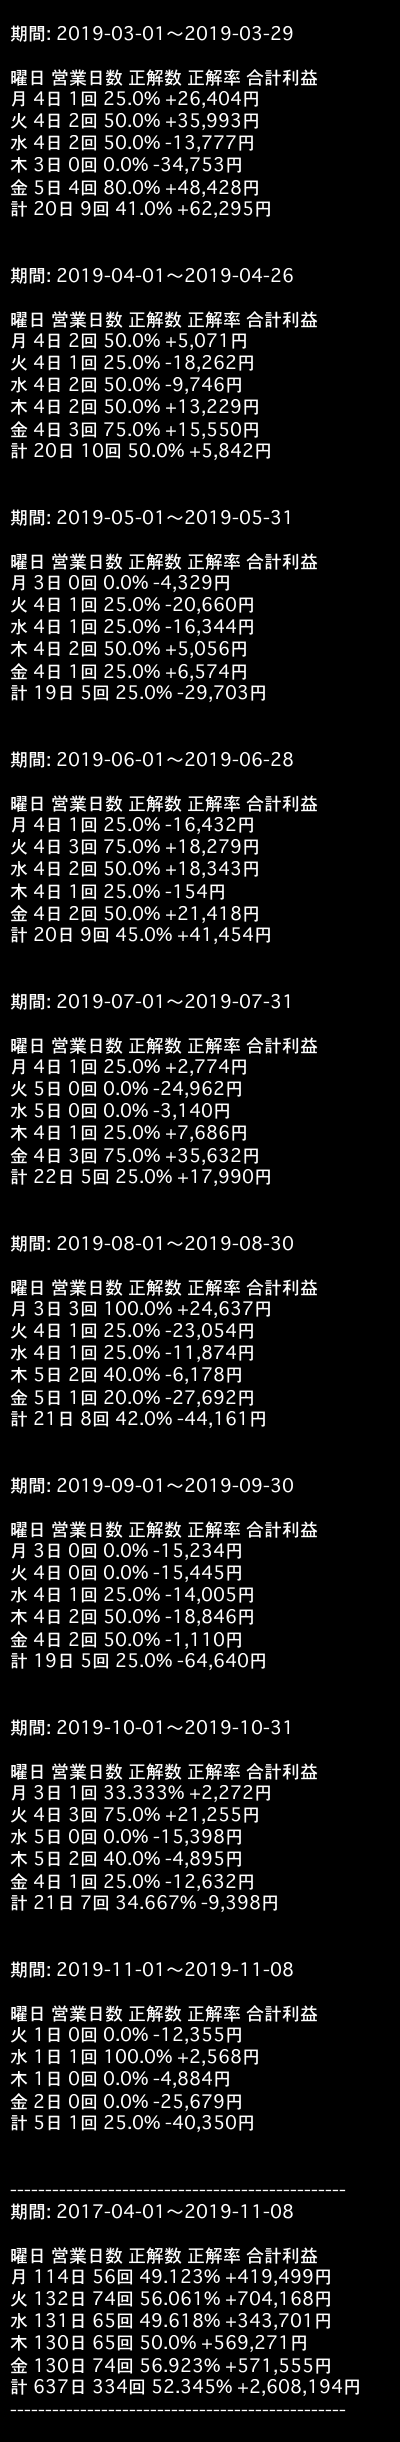 期間: 2019-03-01〜2019-03-29
曜日 営業日数 正解数 正解率 合計利益
月 4日 1回 25.0% +26,404円
火 4日 2回 50.0% +35,993円
水 4日 2回 50.0% -13,777円
木 3日 0回 0.0% -34,753円
金 5日 4回 80.0% +48,428円
計 20日 9回 41.0% +62,295円
期間: 2019-04-01〜2019-04-26
曜日 営業日数 正解数 正解率 合計利益
月 4日 2回 50.0% +5,071円
火 4日 1回 25.0% -18,262円
水 4日 2回 50.0% -9,746円
木 4日 2回 50.0% +13,229円
金 4日 3回 75.0% +15,550円
計 20日 10回 50.0% +5,842円
期間: 2019-05-01〜2019-05-31
曜日 営業日数 正解数 正解率 合計利益
月 3日 0回 0.0% -4,329円
火 4日 1回 25.0% -20,660円
水 4日 1回 25.0% -16,344円
木 4日 2回 50.0% +5,056円
金 4日 1回 25.0% +6,574円
計 19日 5回 25.0% -29,703円
期間: 2019-06-01〜2019-06-28
曜日 営業日数 正解数 正解率 合計利益
月 4日 1回 25.0% -16,432円
火 4日 3回 75.0% +18,279円
水 4日 2回 50.0% +18,343円
木 4日 1回 25.0% -154円
金 4日 2回 50.0% +21,418円
計 20日 9回 45.0% +41,454円
期間: 2019-07-01〜2019-07-31
曜日 営業日数 正解数 正解率 合計利益
月 4日 1回 25.0% +2,774円
火 5日 0回 0.0% -24,962円
水 5日 0回 0.0% -3,140円
木 4日 1回 25.0% +7,686円
金 4日 3回 75.0% +35,632円
計 22日 5回 25.0% +17,990円
期間: 2019-08-01〜2019-08-30
曜日 営業日数 正解数 正解率 合計利益
月 3日 3回 100.0% +24,637円
火 4日 1回 25.0% -23,054円
水 4日 1回 25.0% -11,874円
木 5日 2回 40.0% -6,178円
金 5日 1回 20.0% -27,692円
計 21日 8回 42.0% -44,161円
期間: 2019-09-01〜2019-09-30
曜日 営業日数 正解数 正解率 合計利益
月 3日 0回 0.0% -15,234円
火 4日 0回 0.0% -15,445円
水 4日 1回 25.0% -14,005円
木 4日 2回 50.0% -18,846円
金 4日 2回 50.0% -1,110円
計 19日 5回 25.0% -64,640円
期間: 2019-10-01〜2019-10-31
曜日 営業日数 正解数 正解率 合計利益
月 3日 1回 33.333% +2,272円
火 4日 3回 75.0% +21,255円
水 5日 0回 0.0% -15,398円
木 5日 2回 40.0% -4,895円
金 4日 1回 25.0% -12,632円
計 21日 7回 34.667% -9,398円
期間: 2019-11-01〜2019-11-08
曜日 営業日数 正解数 正解率 合計利益
火 1日 0回 0.0% -12,355円
水 1日 1回 100.0% +2,568円
木 1日 0回 0.0% -4,884円
金 2日 0回 0.0% -25,679円
計 5日 1回 25.0% -40,350円
------------------------------------------------
期間: 2017-04-01〜2019-11-08
曜日 営業日数 正解数 正解率 合計利益
月 114日 56回 49.123% +419,499円
火 132日 74回 56.061% +704,168円
水 131日 65回 49.618% +343,701円
木 130日 65回 50.0% +569,271円
金 130日 74回 56.923% +571,555円
計 637日 334回 52.345% +2,608,194円
------------------------------------------------